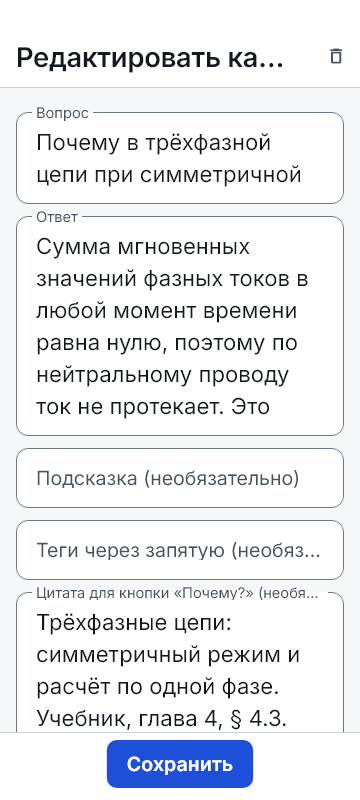 Редактировать ка...
Вопрос
Почему в трёхфазной
цепи при симметричной
Ответ
Сумма мгновенных
значений фазных токов в
любой момент времени
равна нулю, поэтому по
нейтральному проводу
ток не протекает. Это
Подсказка (необязательно)
Теги через запятую (необяз...
Цитата для кнопки «Почему?» (необя...
Трёхфазные цепи:
симметричный режим и
расчёт по одной фазе.
Учебник, глава 4, § 4.3.
Сохранить